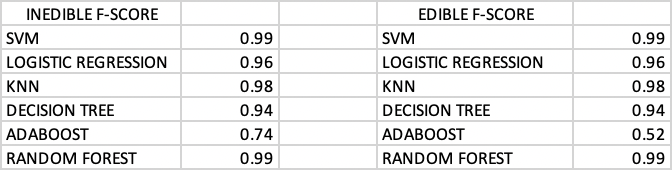 INEDIBLE F-SCORE EDIBLE F-SCORE
SVM 0.99 SVM 0.99
LOGISTIC REGRESSION 0.96 LOGISTIC REGRESSION 0.96
KNN 0.98 KNN 0.98
DECISION TREE 0.94 DECISION TREE 0.94
ADABOOST 0.74 ADABOOST 0.52
RANDOM FOREST 0.99 RANDOM FOREST 0.99